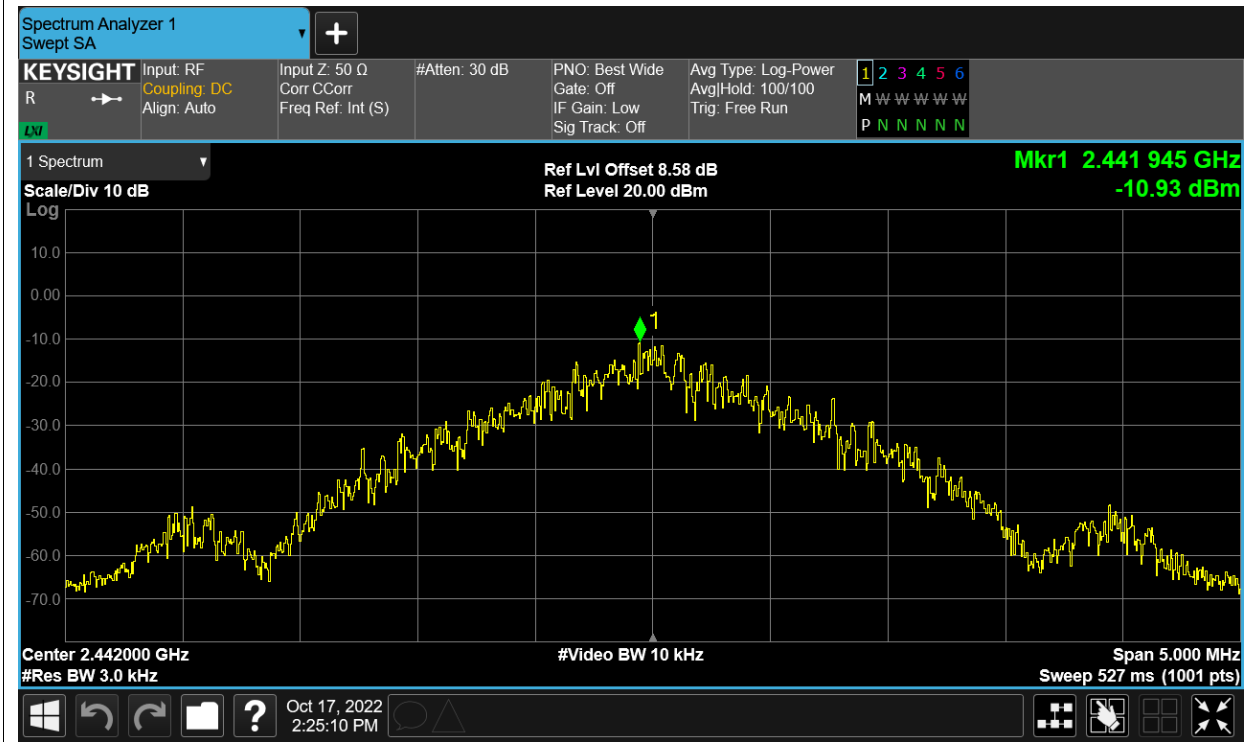 Spectrum Analyzer 1
Swept SA
+
KEYSIGHT
R
LXI
Input: RF
Coupling: DC
Align: Auto
Input Z: 50 Ω
Corr CCorr
Freq Ref: Int (S)
#Atten: 30 dB
PNO: Best Wide
Gate: Off
IF Gain: Low
Sig Track: Off
Avg Type: Log-Power
Avg|Hold: 100/100
Trig: Free Run
1 2 3 4 5 6
M W W W W W
P N N N N N
1 Spectrum
Scale/Div 10 dB
Ref Lvl Offset 8.58 dB
Ref Level 20.00 dBm
Mkr1 2.441 945 GHz
-10.93 dBm
Log
10.0
0.00
-10.0
-20.0
-30.0
-40.0
-50.0
-60.0
-70.0
1
Center 2.442000 GHz
#Res BW 3.0 kHz
#Video BW 10 kHz
Span 5.000 MHz
Sweep 527 ms (1001 pts)
?
Oct 17, 2022
2:25:10 PM